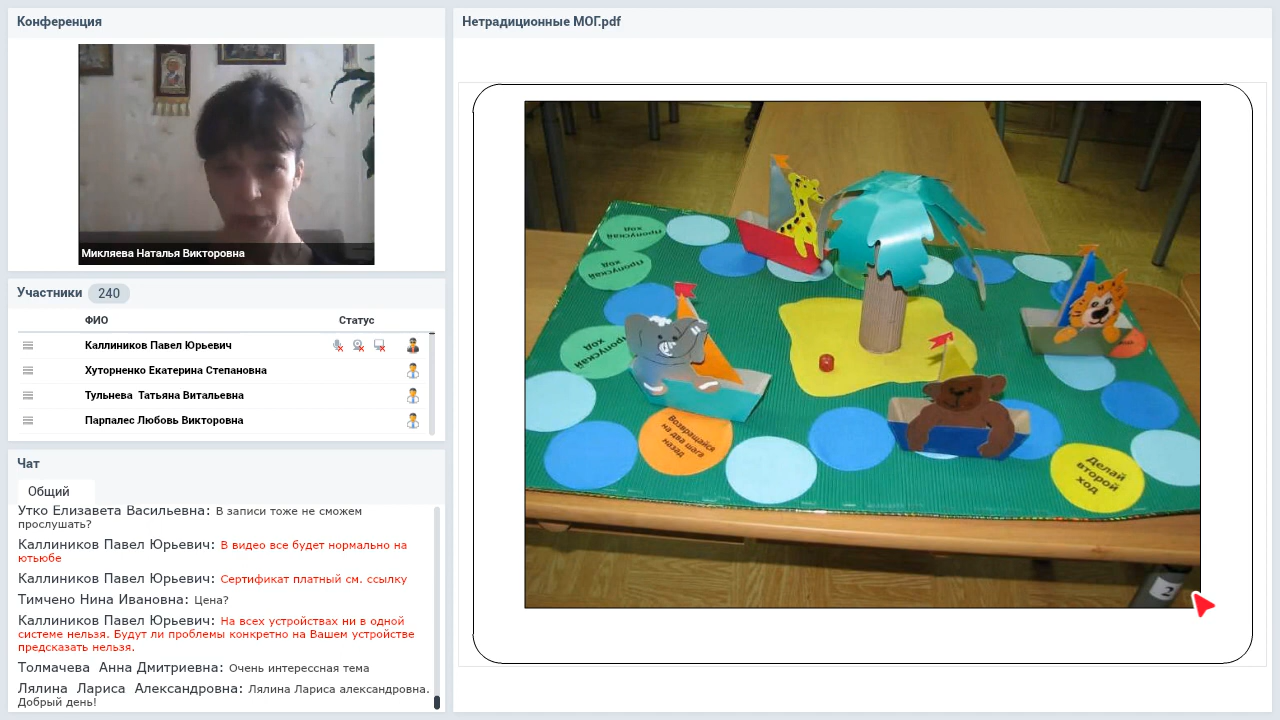 Конференция
Микляева Наталья Викторовна
Участники 240
ФИО Статус
Каллиников Павел Юрьевич
Хуторненко Екатерина Степановна
Тульнева Татьяна Витальевна
Парпалес Любовь Викторовна
Чат
Общий
Утко Елизавета Васильевна: В записи тоже не сможем
прослушать?
Каллиников Павел Юрьевич: В видео все будет нормально на
ютьюбе
Каллиников Павел Юрьевич: Сертификат платный см. ссылку
Тимчено Нина Ивановна: Цена?
Каллиников Павел Юрьевич: На всех устройствах ни в одной
системе нельзя. Будут ли проблемы конкретно на Вашем устройстве
предсказать нельзя.
Толмачева Анна Дмитриевна: Очень интерессная тема
Лялина Лариса Александровна: Лялина Лариса александровна.
Добрый день!
Нетрадиционные МОГ.pdf
Пропускай
ход
Пропускай
ход
Пропускай
ход
Возвращайся
на два шага
назад
Делай
второй
ход
2